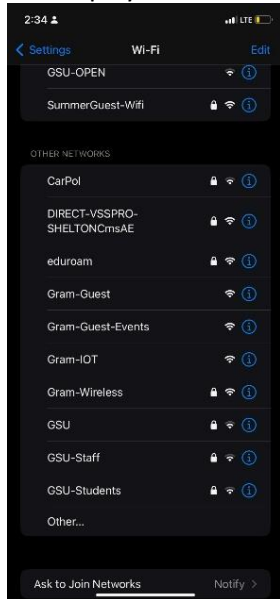 2:34
LTE
Settings
Wi-Fi
Edit
GSU-OPEN
SummerGuest-Wifi
OTHER NETWORKS
CarPol
DIRECT-VSSPRO-
SHELTONCmsAE
eduroam
Gram-Guest
Gram-Guest-Events
Gram-IOT
Gram-Wireless
GSU
GSU-Staff
GSU-Students
Other...
Ask to Join Networks
Notify